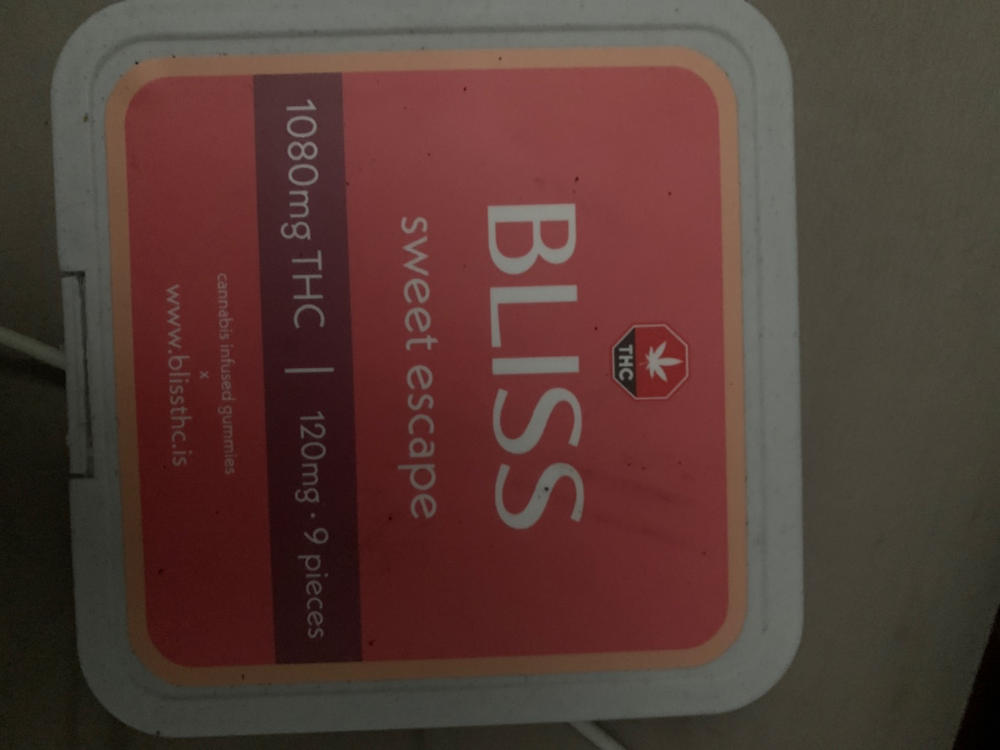 THC
BLISS
sweet escape
1080mg THC | 120mg · 9 pieces
cannabis infused gummies
x
www.blissthc.is